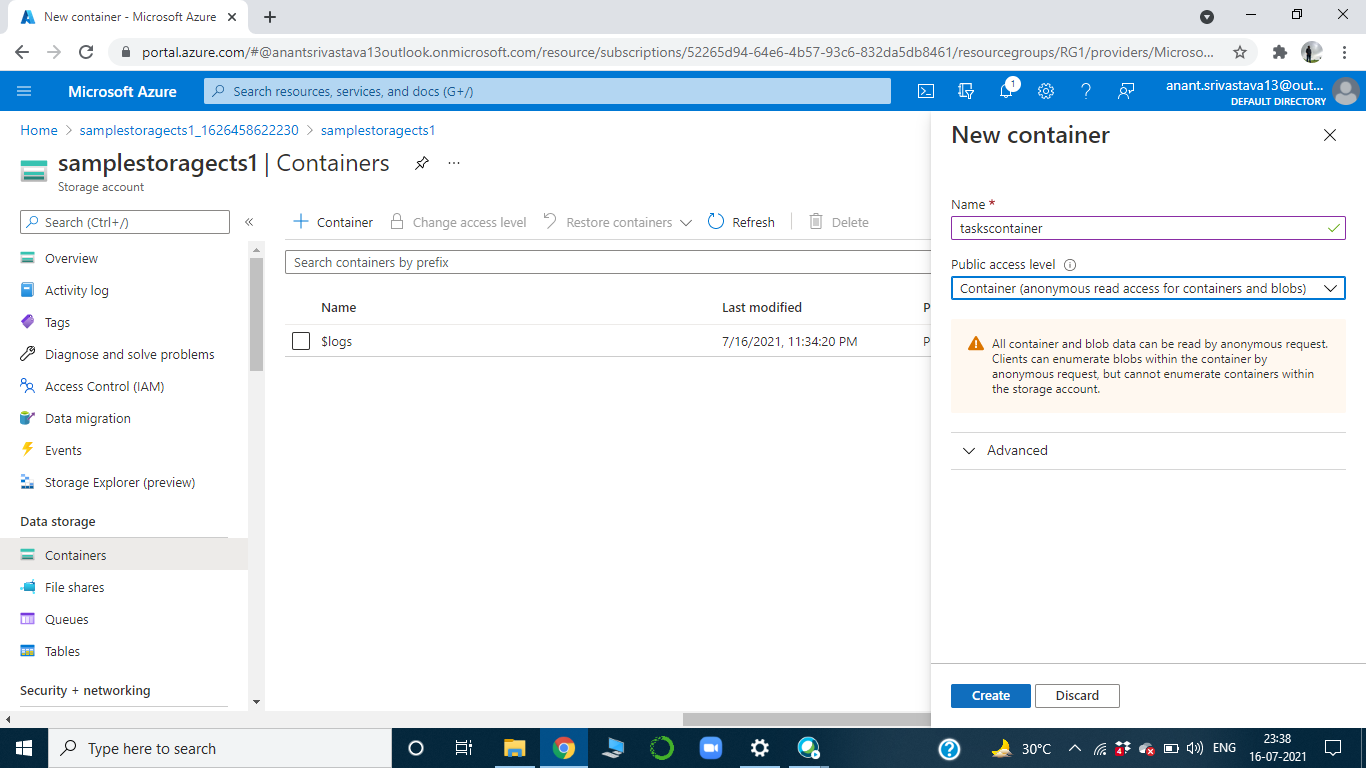 New container - Microsoft Azure
portal.azure.com/#@anantsrivastava13outlook.onmicrosoft.com/resource/subscriptions/52265d94-64e6-4b57-93c6-832da5db8461/resourcegroups/RG1/providers/Microso...
Microsoft Azure
Search resources, services, and docs (G+/)
1
anant.srivastava13@out...
DEFAULT DIRECTORY
Home > samplestoragects1_1626458622230 > samplestoragects1
samplestoragects1 | Containers
Storage account
Search (Ctrl+/)
Overview
Activity log
Tags
Diagnose and solve problems
Access Control (IAM)
Data migration
Events
Storage Explorer (preview)
Data storage
Containers
File shares
Queues
Tables
Security + networking
+ Container
Change access level
Restore containers
Refresh
Delete
Search containers by prefix
Name Last modified P
$logs 7/16/2021, 11:34:20 PM P
New container
Name *
taskscontainer
Public access level
Container (anonymous read access for containers and blobs)
All container and blob data can be read by anonymous request.
Clients can enumerate blobs within the container by
anonymous request, but cannot enumerate containers within
the storage account.
Advanced
Create Discard
Type here to search
30°C
4
ENG
23:38
16-07-2021